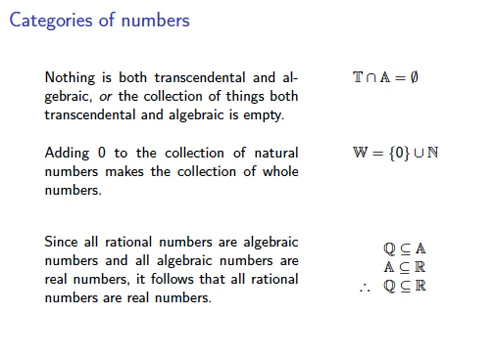 Categories of numbers
Nothing is both transcendental and al-
gebraic, or the collection of things both
transcendental and algebraic is empty.
𝕋 ∩ 𝔸 = ∅
Adding 0 to the collection of natural
numbers makes the collection of whole
numbers.
𝕎 = {0} ∪ ℕ
Since all rational numbers are algebraic
numbers and all algebraic numbers are
real numbers, it follows that all rational
numbers are real numbers.
ℚ ⊆ 𝔸
𝔸 ⊆ ℝ
∴ ℚ ⊆ ℝ